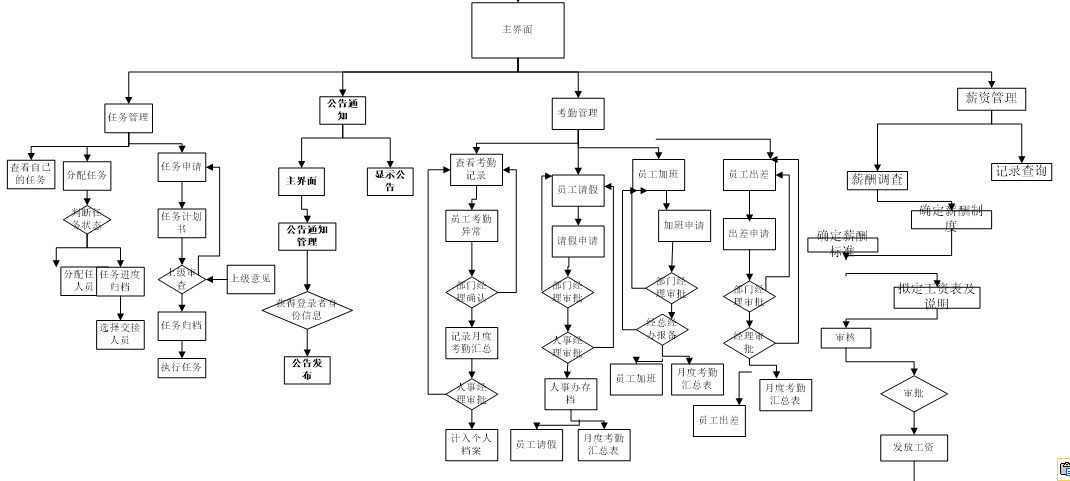 主界面
任务管理
公告通
知
考勤管理
薪资管理
查看自己
的任务
分配任务
任务申请
主界面
显示公
告
查看考勤
记录
员工请假
员工加班
员工出差
薪酬调查
记录查询
判断任
务状态
任务计划
书
公告通知
管理
员工考勤
异常
请假申请
加班申请
出差申请
确定薪酬制
度
确定薪酬
标准
分配任
人员
任务进度
归档
上级审
查
上级意见
获得登录者身
份信息
部门经
理确认
部门经
理审批
部门经
理审批
部门经
理审批
拟定工资表及
说明
选择交接
人员
任务归档
执行任务
公告发
布
记录月度
考勤汇总
人事经
理审批
经总经
办报备
经理审
批
审核
人事经
理审批
人事办存
档
员工加班
月度考勤
汇总表
员工出差
月度考勤
汇总表
审批
计入个人
档案
员工请假
月度考勤
汇总表
发放工资